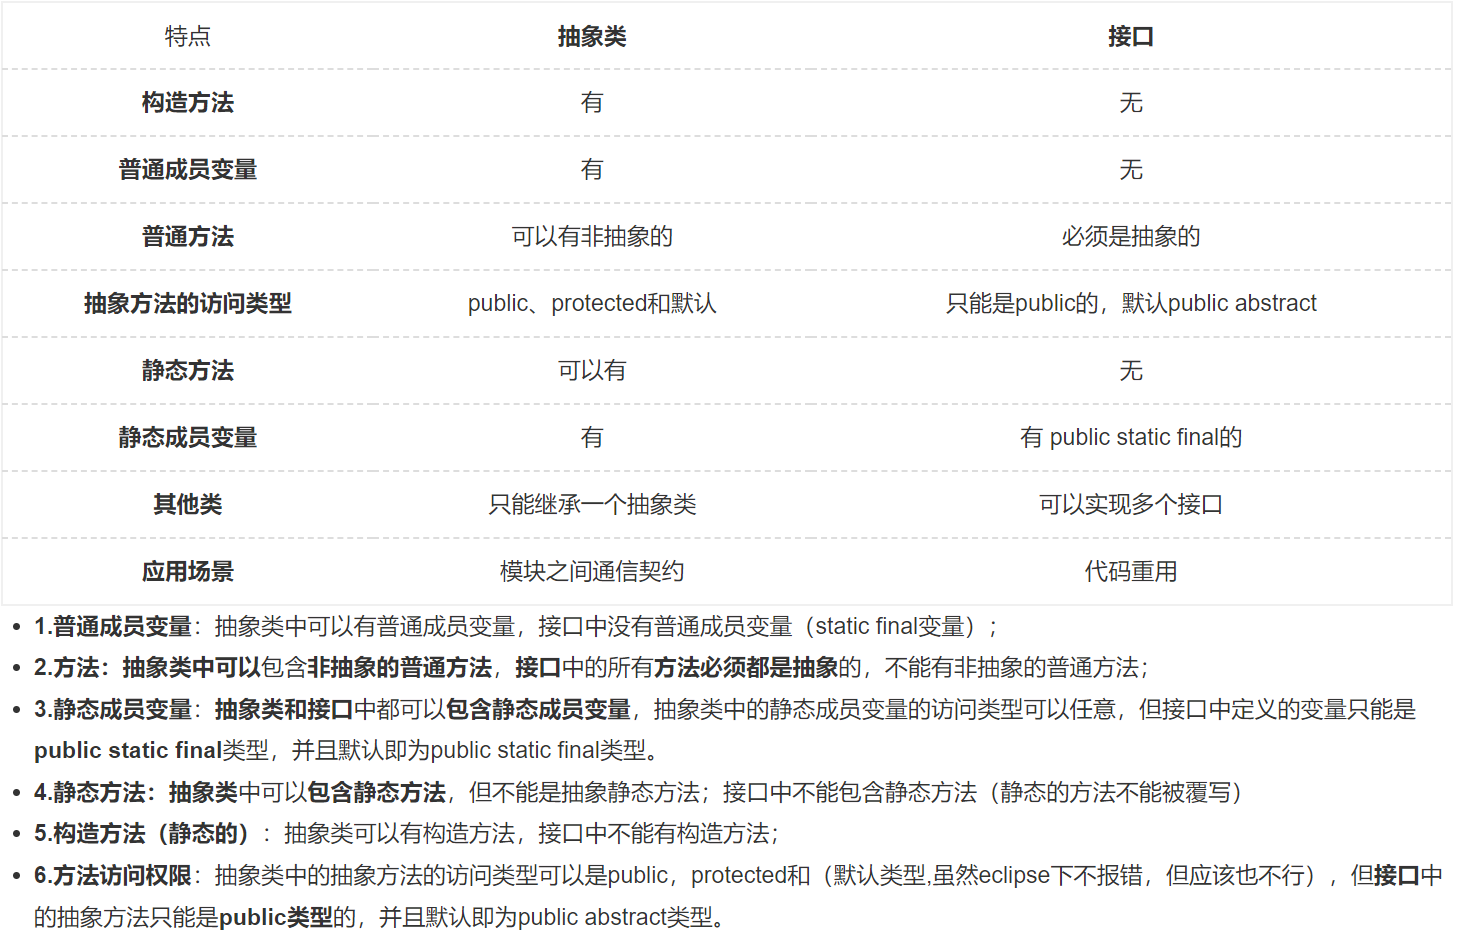 特点 抽象类 接口
构造方法 有 无
普通成员变量 有 无
普通方法 可以有非抽象的 必须是抽象的
抽象方法的访问类型 public、protected和默认 只能是public的，默认public abstract
静态方法 可以有 无
静态成员变量 有 有 public static final的
其他类 只能继承一个抽象类 可以实现多个接口
应用场景 模块之间通信契约 代码重用
• 1.普通成员变量：抽象类中可以有普通成员变量，接口中没有普通成员变量（static final变量）；
• 2.方法：抽象类中可以包含非抽象的普通方法，接口中的所有方法必须都是抽象的，不能有非抽象的普通方法；
• 3.静态成员变量：抽象类和接口中都可以包含静态成员变量，抽象类中的静态成员变量的访问类型可以任意，但接口中定义的变量只能是
public static final类型，并且默认即为public static final类型。
• 4.静态方法：抽象类中可以包含静态方法，但不能是抽象静态方法；接口中不能包含静态方法（静态的方法不能被覆写）
• 5.构造方法（静态的）：抽象类可以有构造方法，接口中不能有构造方法；
• 6.方法访问权限：抽象类中的抽象方法的访问类型可以是public，protected和（默认类型,虽然eclipse下不报错，但应该也不行），但接口中
的抽象方法只能是public类型的，并且默认即为public abstract类型。